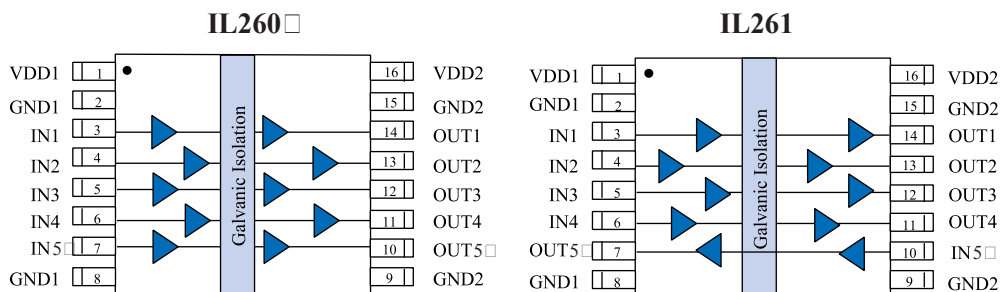 IL260□
VDD1 1 16 VDD2
GND1 2 15 GND2
IN1 3 14 OUT1
IN2 4 13 OUT2
IN3 5 12 OUT3
IN4 6 11 OUT4
IN5□ 7 10 OUT5□
GND1 8 9 GND2
Galvanic Isolation
IL261
VDD1 1 16 VDD2
GND1 2 15 GND2
IN1 3 14 OUT1
IN2 4 13 OUT2
IN3 5 12 OUT3
IN4 6 11 OUT4
OUT5□ 7 10 IN5□
GND1 8 9 GND2
Galvanic Isolation